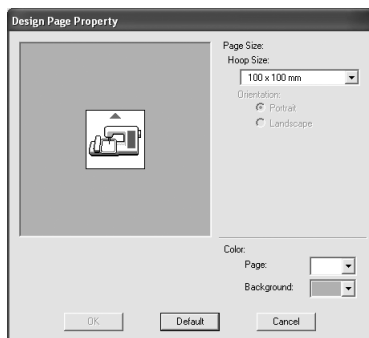 Design Page Property
Page Size:
Hoop Size:
100 x 100 mm
Orientation:
Portrait
Landscape
Color:
Page:
Background:
OK
Default
Cancel